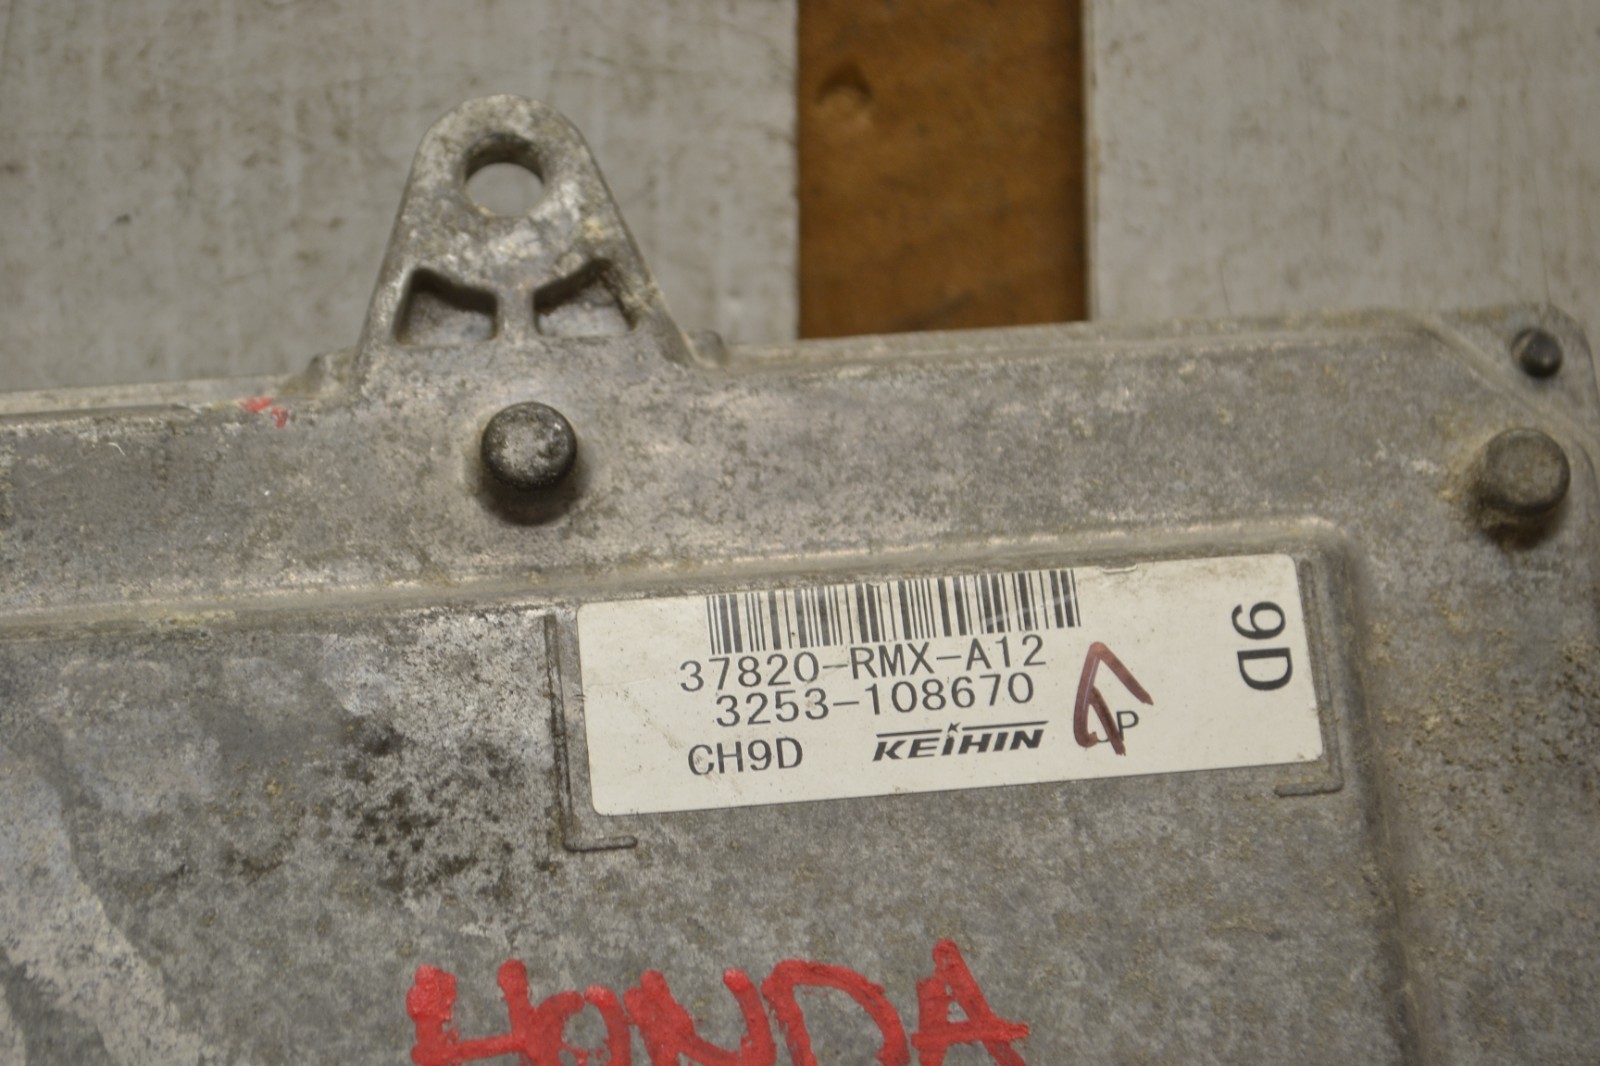 37820-RMX-A12
3253-108670
CH9D KEIHIN
9D
HONDA